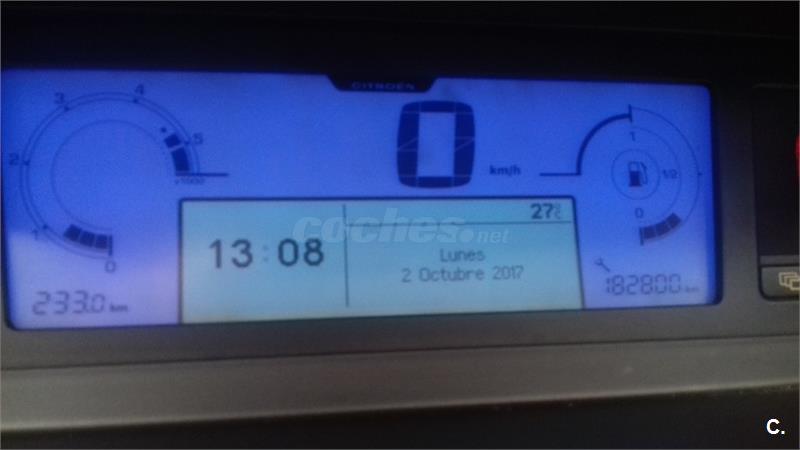 CITROËN
4
3
5
2
x1000
1
0
0
km/h
1
1/2
0
27°C
13:08
coches.net
Lunes
2 Octubre 2017
233.0 km
182800 km
C.